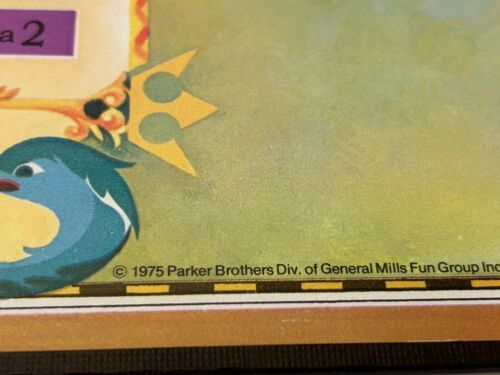 a 2
© 1975 Parker Brothers Div. of General Mills Fun Group Inc